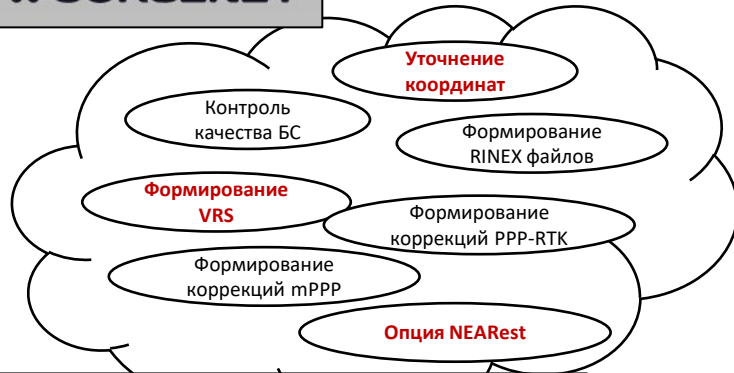 Уточнение
координат
Контроль
качества БС
Формирование
RINEX файлов
Формирование
VRS
Формирование
коррекций PPP-RTK
Формирование
коррекций mPPP
Опция NEARest